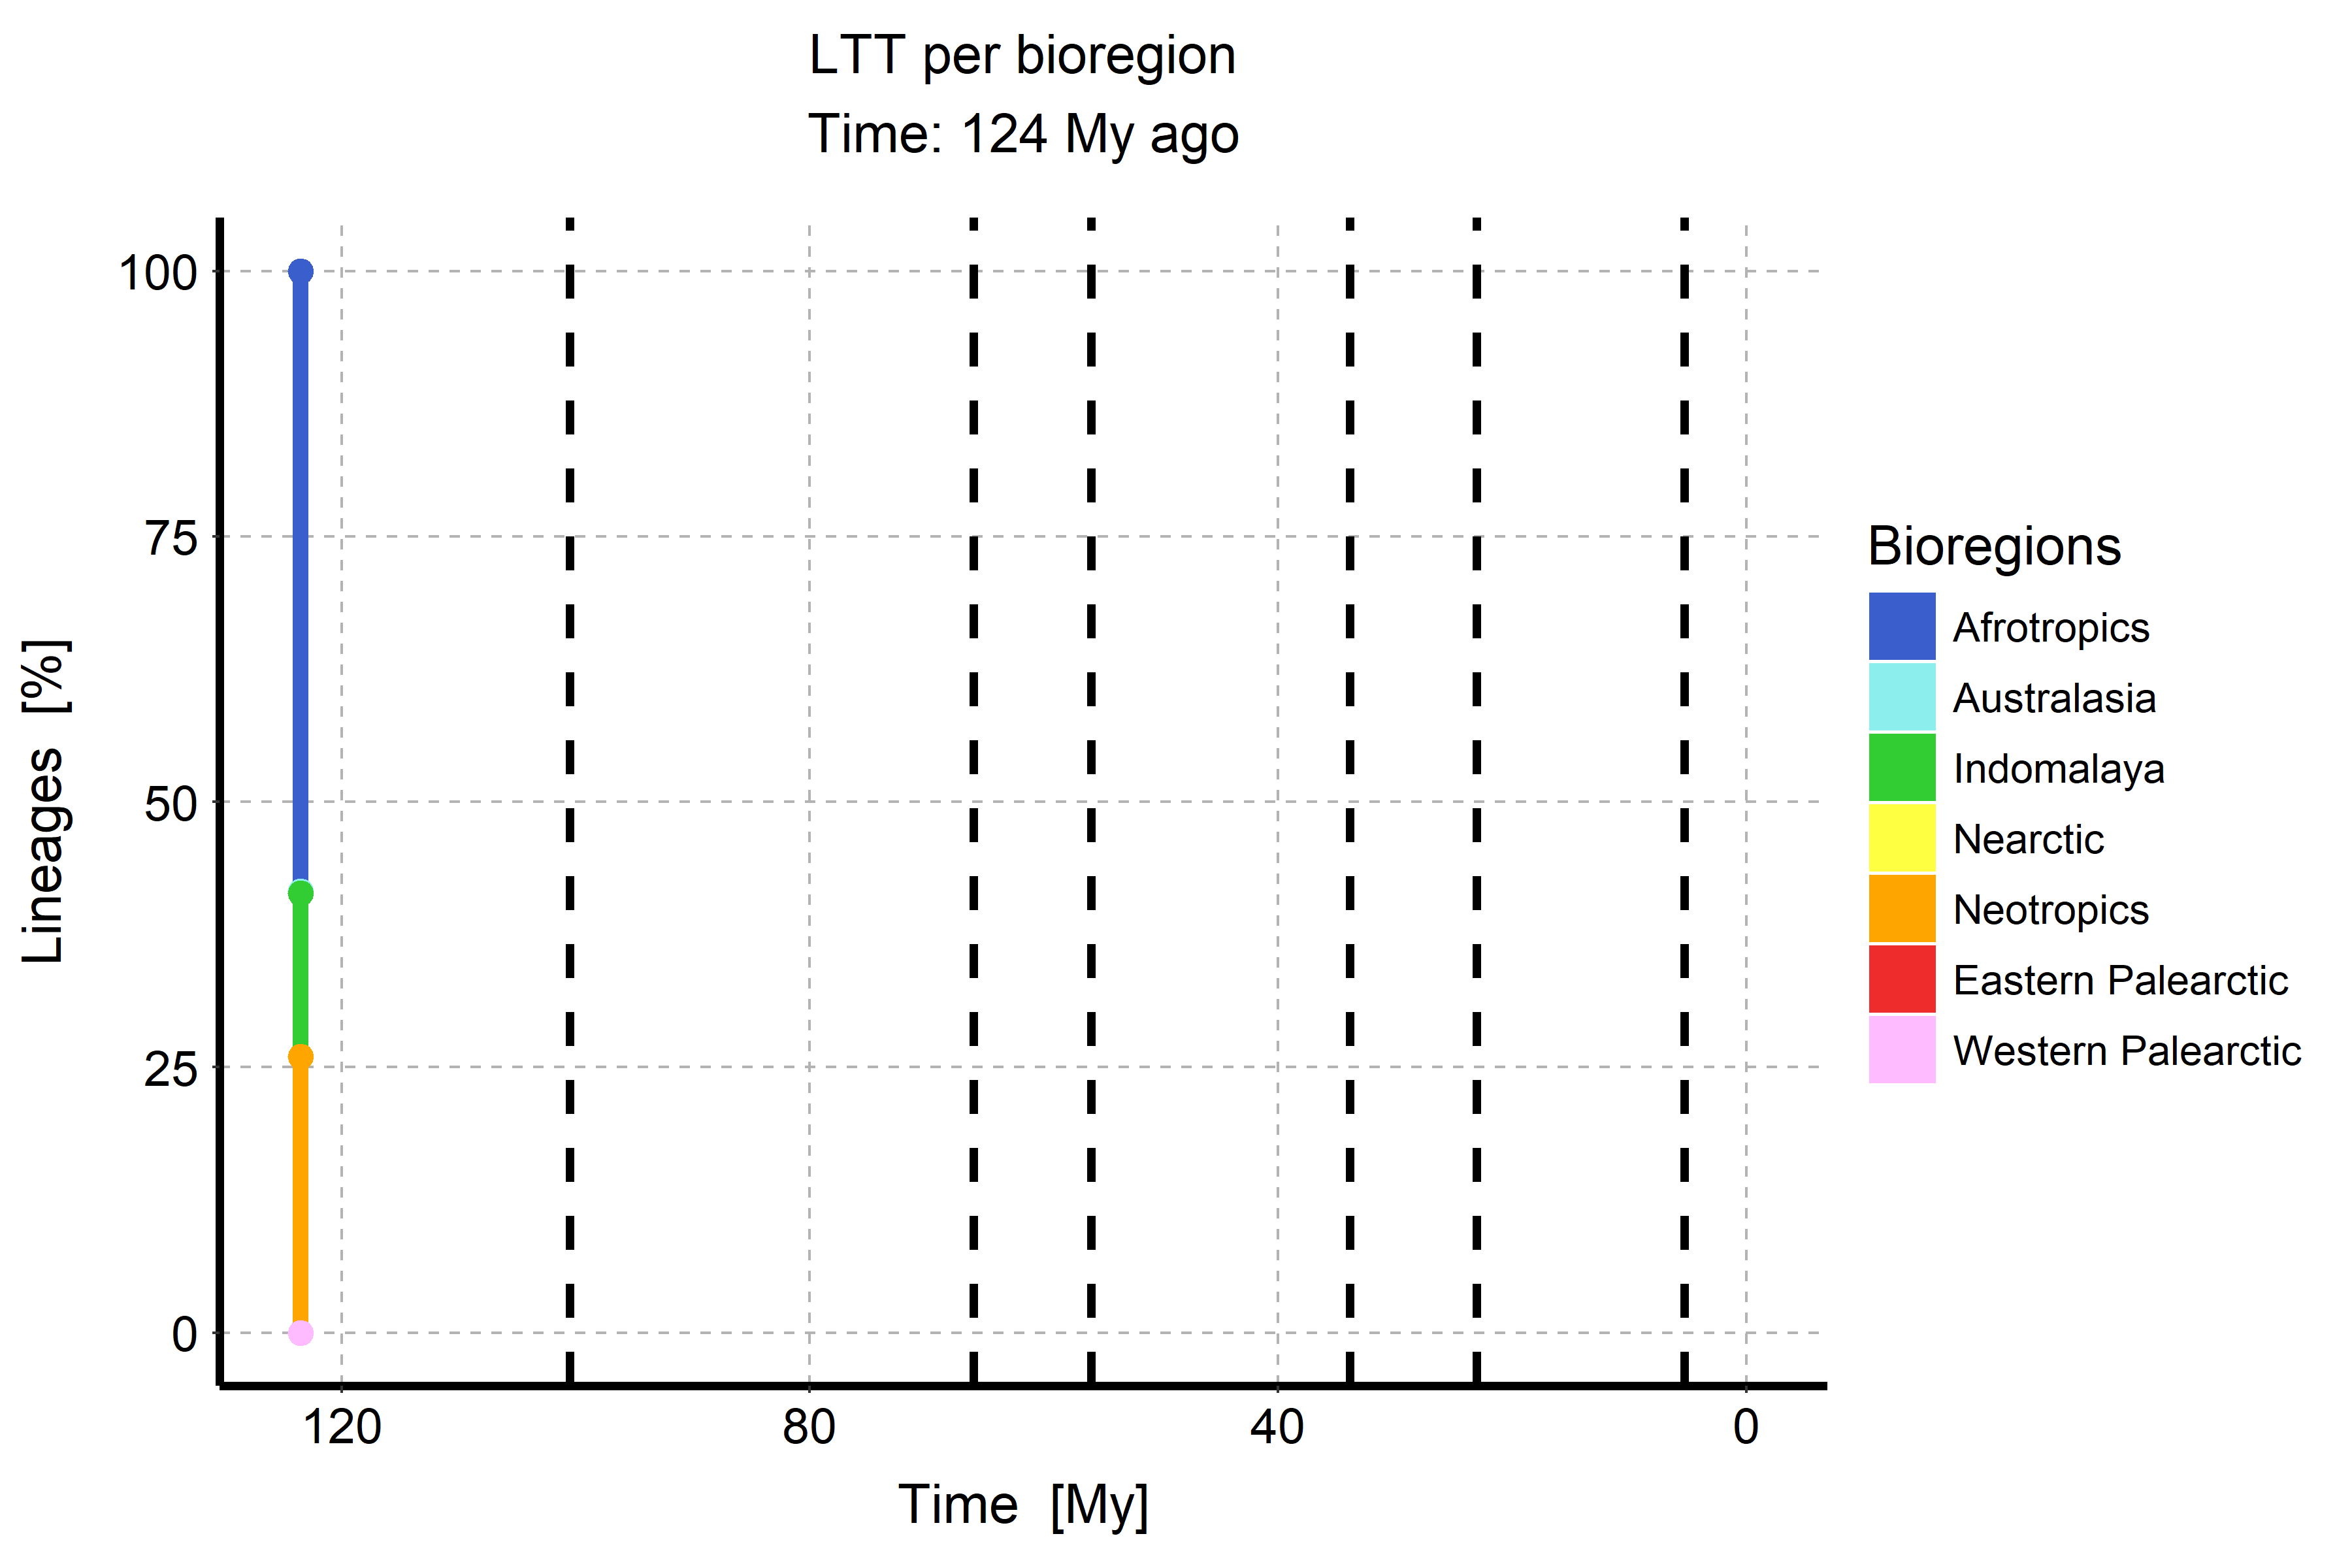 LTT per bioregion
Time: 124 My ago
Lineages [%]
100
75
50
25
0
120
80
40
0
Time [My]
Bioregions
Afrotropics
Australasia
Indomalaya
Nearctic
Neotropics
Eastern Palearctic
Western Palearctic